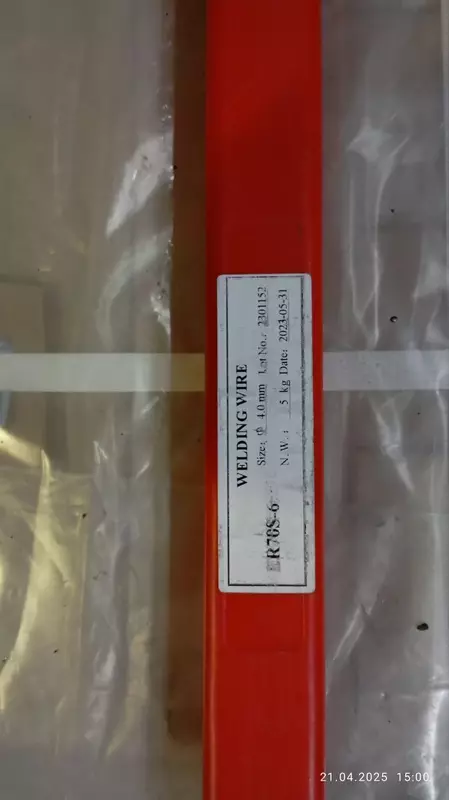 WELDING WIRE
ER70S-6
Size: Φ 4.0 mm Lot No.: 2301152
N.W.: 5 kg Date: 2023-05-31
21.04.2025 15:00